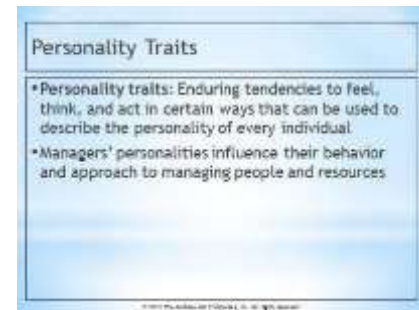 Personality Traits
•Personality traits: Enduring tendencies to feel,
think, and act in certain ways that can be used to
describe the personality of every individual
•Managers' personalities influence their behavior
and approach to managing people and resources